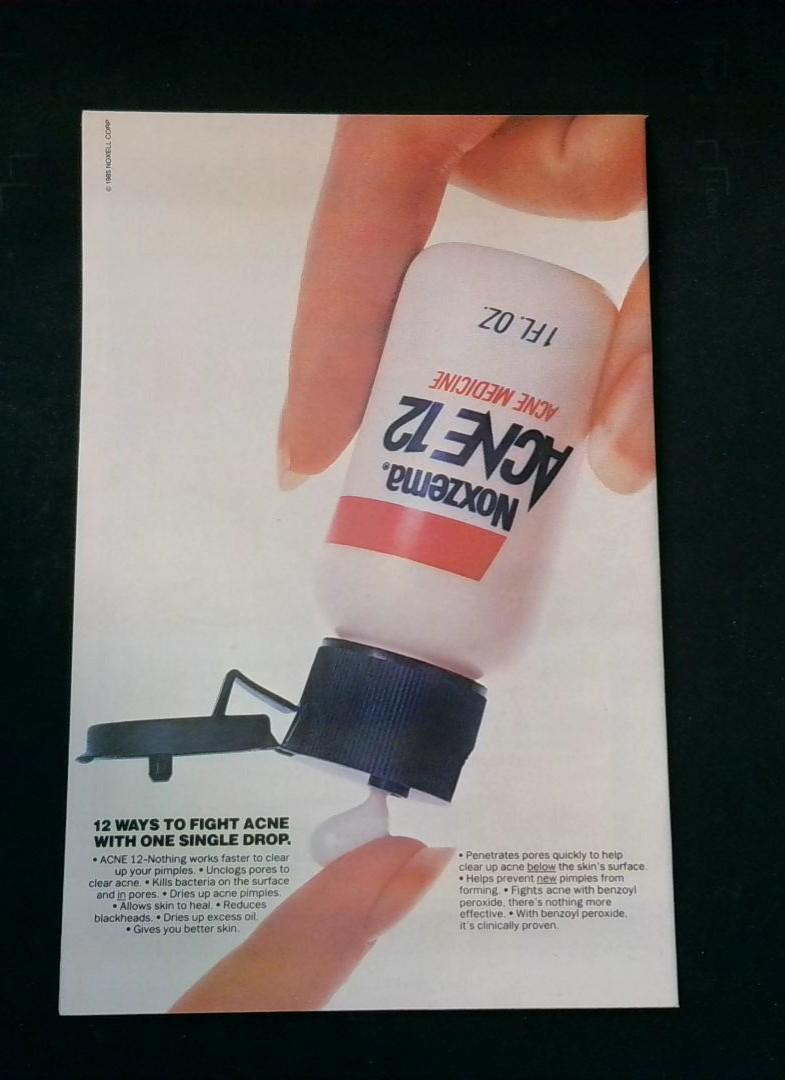 © 1985 NOXELL CORP
1 FL. OZ.
ACNE MEDICINE
ACNE 12
Noxzema®
12 WAYS TO FIGHT ACNE
WITH ONE SINGLE DROP.
• ACNE 12–Nothing works faster to clear
up your pimples. • Unclogs pores to
clear acne. • Kills bacteria on the surface
and in pores. • Dries up acne pimples.
• Allows skin to heal. • Reduces
blackheads. • Dries up excess oil.
• Gives you better skin.
• Penetrates pores quickly to help
clear up acne below the skin's surface.
• Helps prevent new pimples from
forming. • Fights acne with benzoyl
peroxide, there's nothing more
effective. • With benzoyl peroxide,
it's clinically proven.